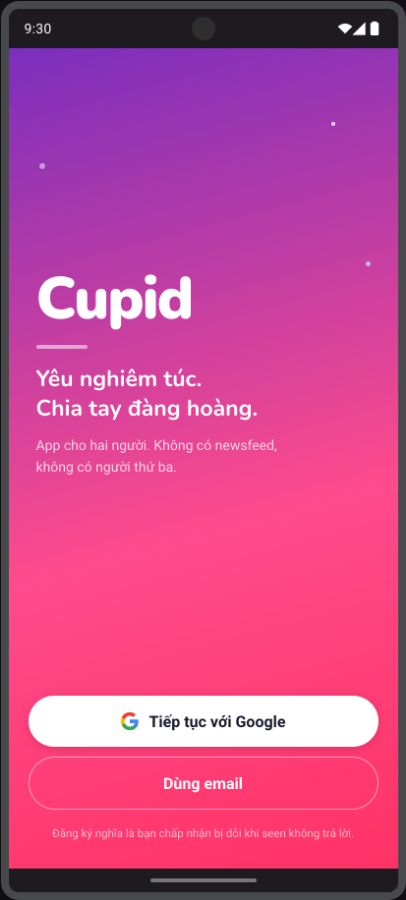 9:30
Cupid
Yêu nghiêm túc.
Chia tay đàng hoàng.
App cho hai người. Không có newsfeed,
không có người thứ ba.
Tiếp tục với Google
Dùng email
Đăng ký nghĩa là bạn chấp nhận bị dỗi khi seen không trả lời.